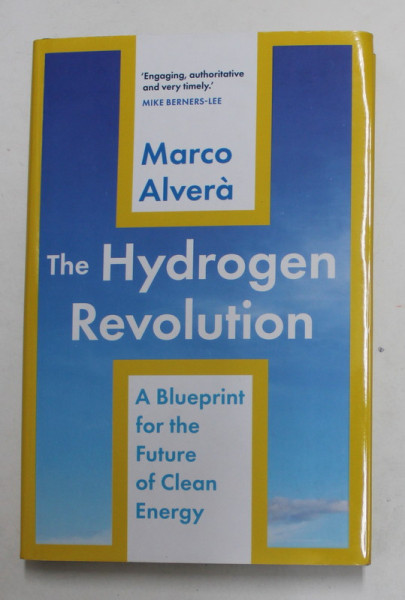 ‘Engaging, authoritative
and very timely.’
MIKE BERNERS-LEE
Marco
Alverà
The Hydrogen
Revolution
A Blueprint
for the
Future
of Clean
Energy